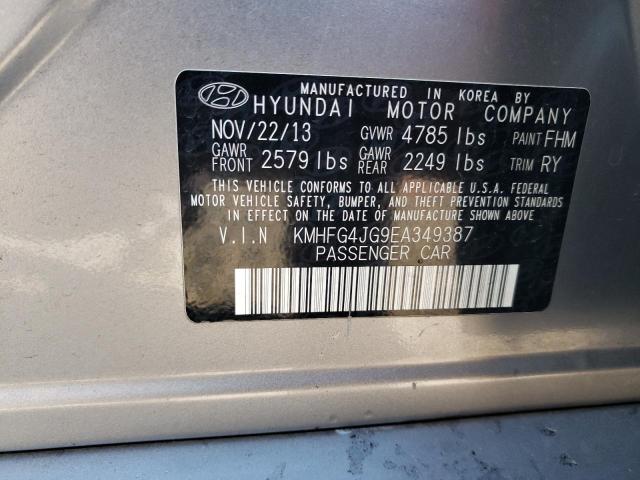 MANUFACTURED IN KOREA BY
HYUNDAI MOTOR COMPANY
NOV/22/13 GVWR 4785 lbs PAINT FHM
GAWR FRONT 2579 lbs GAWR REAR 2249 lbs TRIM RY
THIS VEHICLE CONFORMS TO ALL APPLICABLE U.S.A. FEDERAL
MOTOR VEHICLE SAFETY, BUMPER, AND THEFT PREVENTION STANDARDS
IN EFFECT ON THE DATE OF MANUFACTURE SHOWN ABOVE.
V.I.N KMHFG4JG9EA349387
PASSENGER CAR